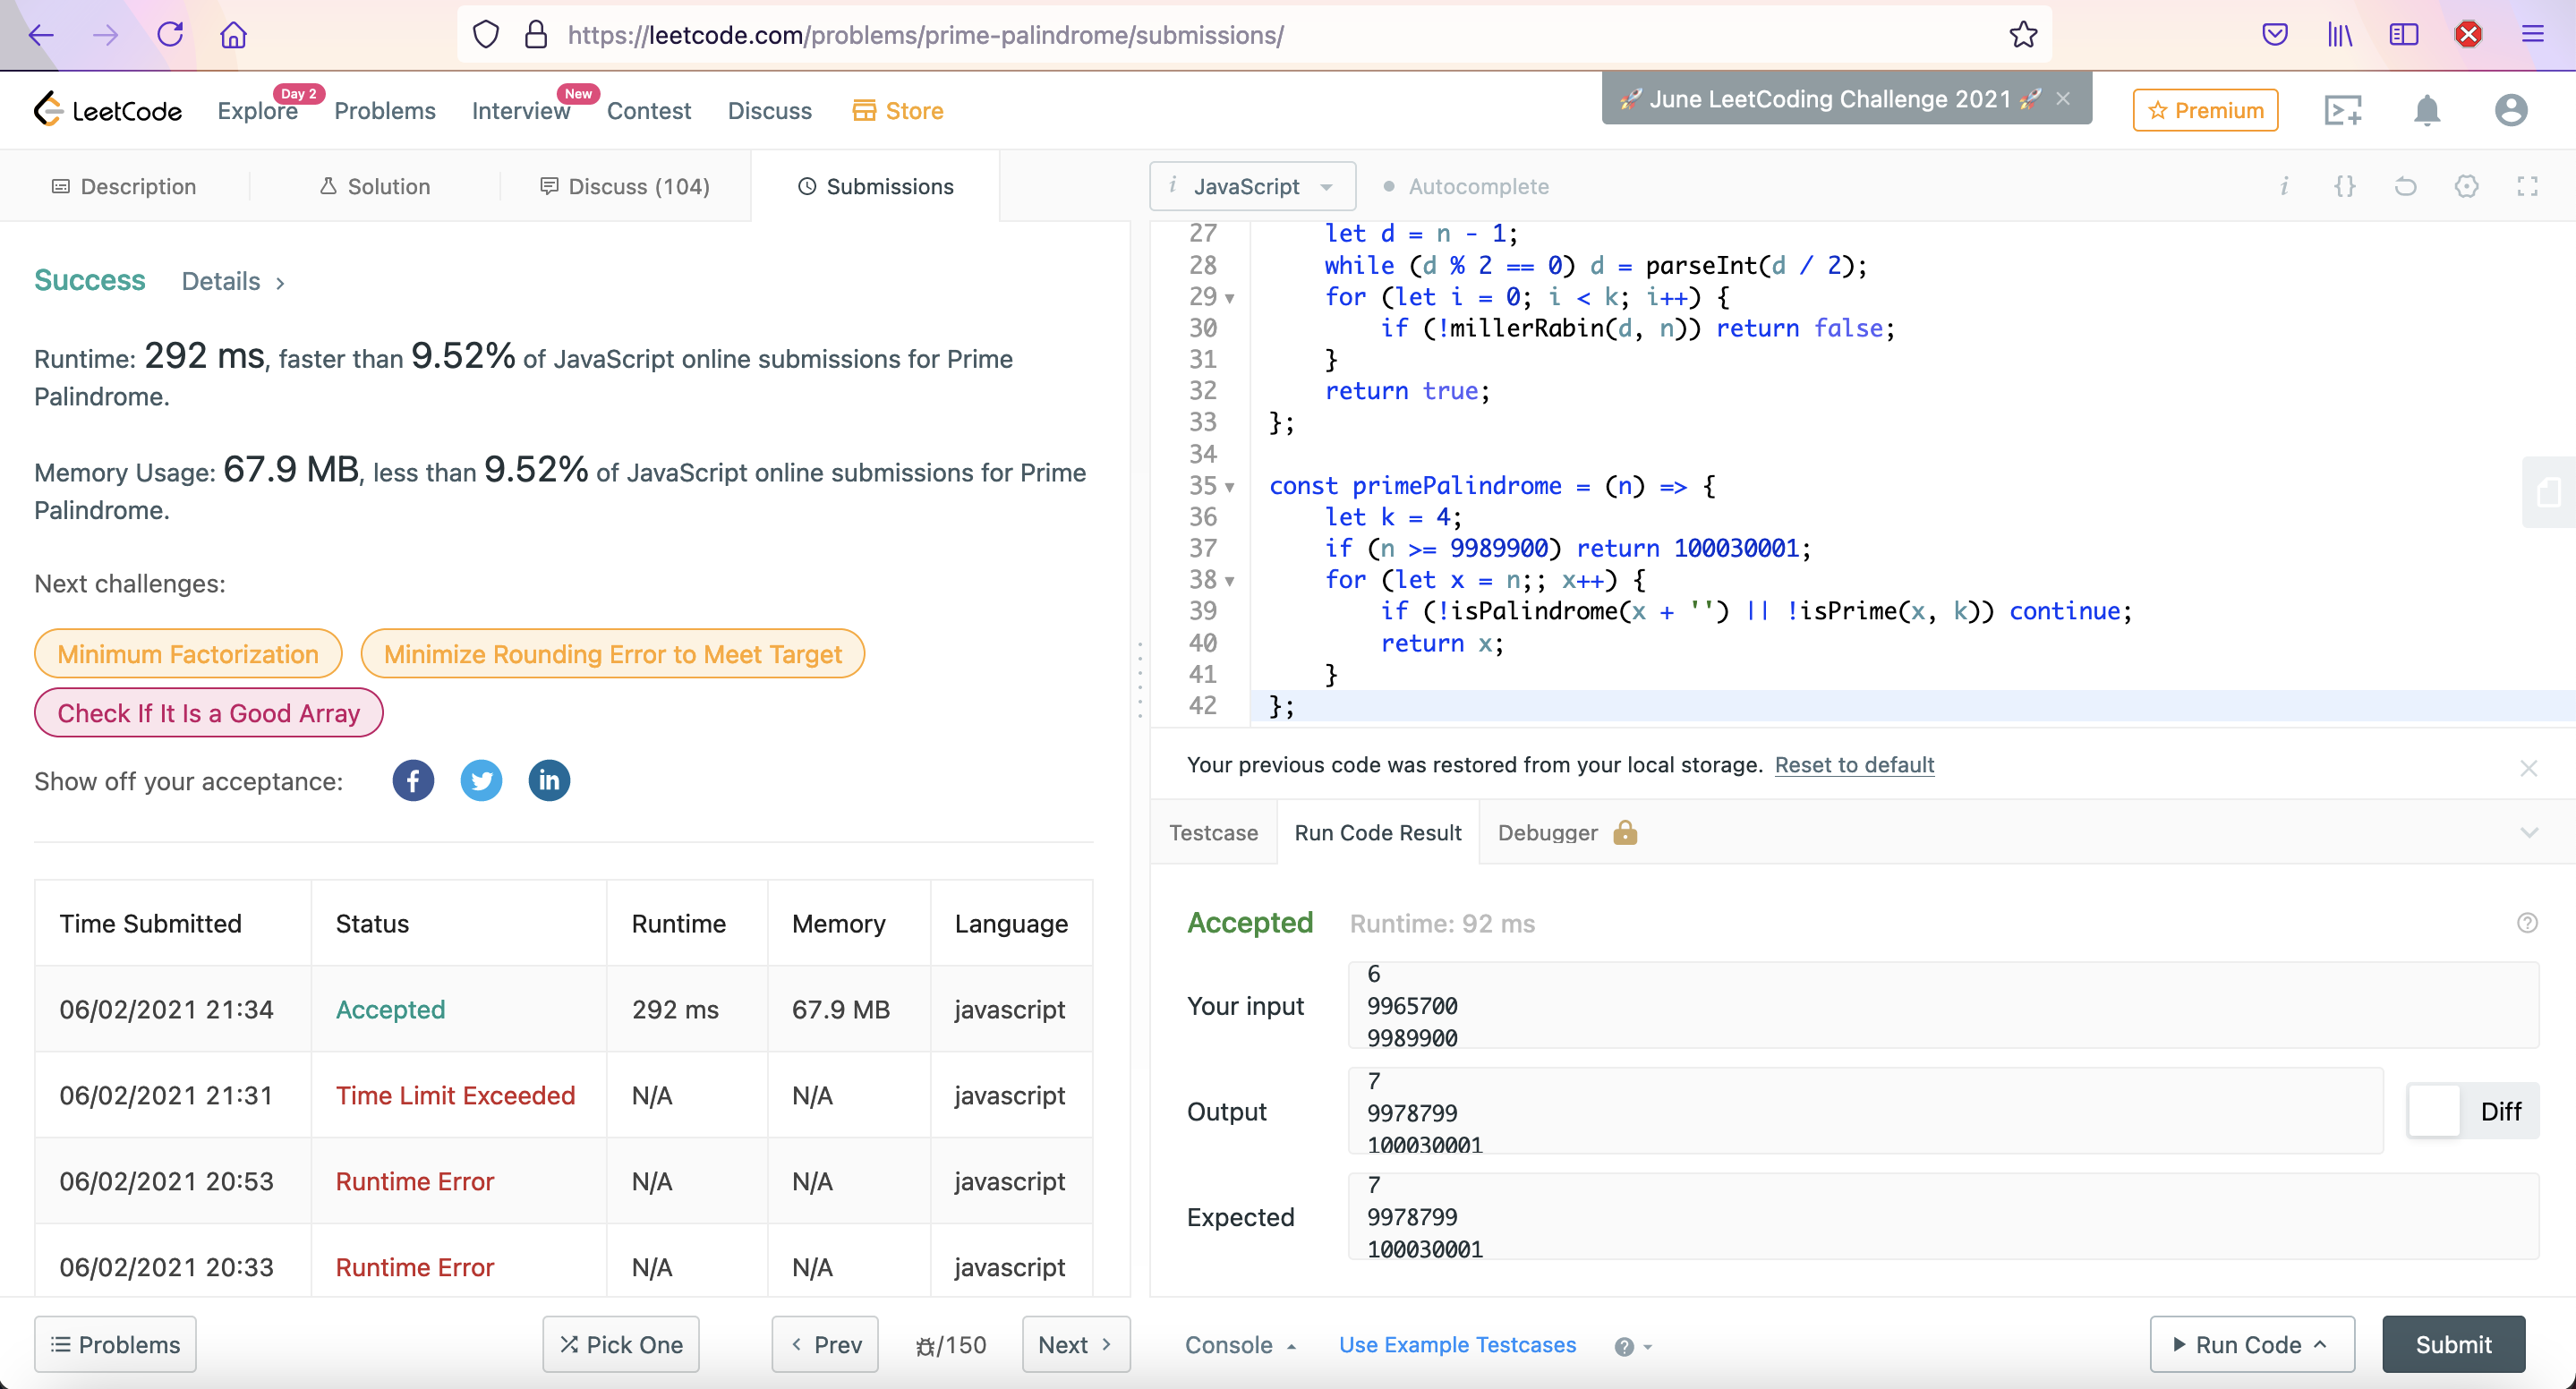 https://leetcode.com/problems/prime-palindrome/submissions/
LeetCode
Explore
Day 2
Problems
Interview
New
Contest
Discuss
Store
🚀 June LeetCoding Challenge 2021 🚀
Premium
Description
Solution
Discuss (104)
Submissions
Success
Details
Runtime: 292 ms, faster than 9.52% of JavaScript online submissions for Prime
Palindrome.
Memory Usage: 67.9 MB, less than 9.52% of JavaScript online submissions for Prime
Palindrome.
Next challenges:
Minimum Factorization
Minimize Rounding Error to Meet Target
Check If It Is a Good Array
Show off your acceptance:
Time Submitted Status Runtime Memory Language
06/02/2021 21:34 Accepted 292 ms 67.9 MB javascript
06/02/2021 21:31 Time Limit Exceeded N/A N/A javascript
06/02/2021 20:53 Runtime Error N/A N/A javascript
06/02/2021 20:33 Runtime Error N/A N/A javascript
Problems
Pick One
Prev
/150
Next
i JavaScript
Autocomplete
i {}
27 let d = n - 1;
28 while (d % 2 == 0) d = parseInt(d / 2);
29 for (let i = 0; i < k; i++) {
30 if (!millerRabin(d, n)) return false;
31 }
32 return true;
33 };
34
35 const primePalindrome = (n) => {
36 let k = 4;
37 if (n >= 9989900) return 100030001;
38 for (let x = n;; x++) {
39 if (!isPalindrome(x + '') || !isPrime(x, k)) continue;
40 return x;
41 }
42 };
Your previous code was restored from your local storage. Reset to default
Testcase
Run Code Result
Debugger
Accepted Runtime: 92 ms
Your input
6
9965700
9989900
Output
7
9978799
100030001
Diff
Expected
7
9978799
100030001
Console
Use Example Testcases
Run Code
Submit